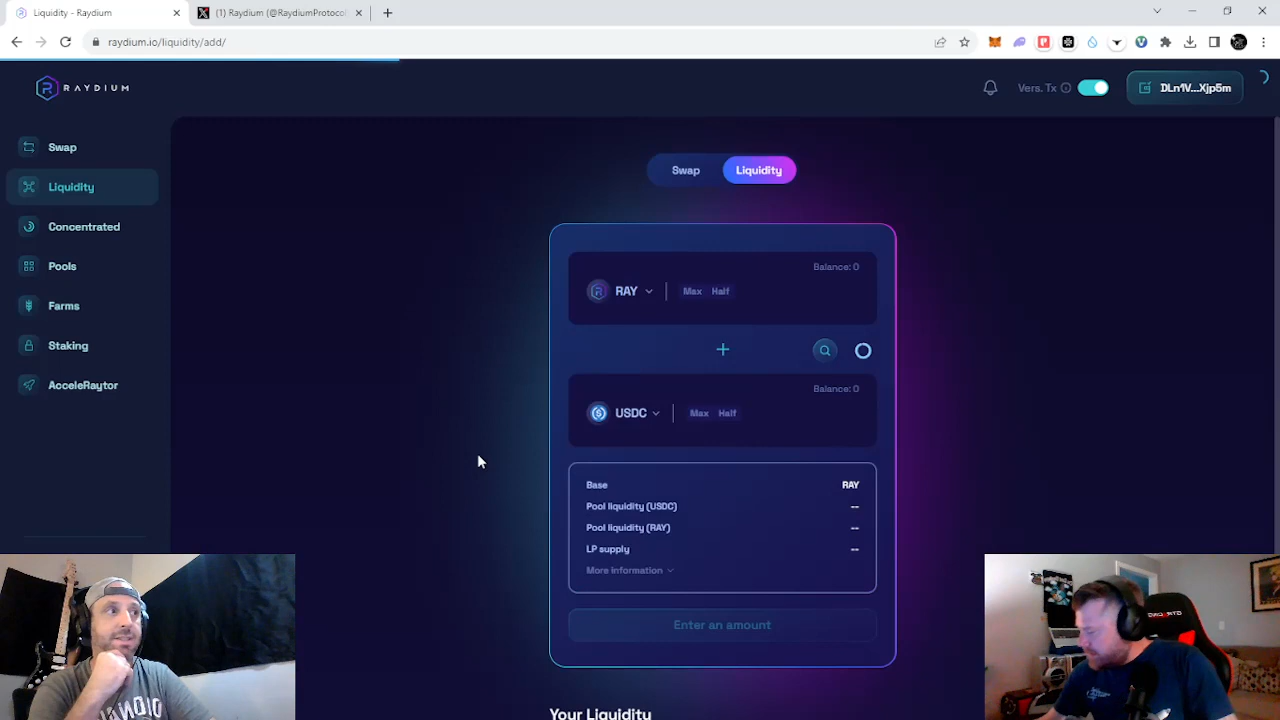 Liquidity - Raydium
(1) Raydium (@RaydiumProtocol
raydium.io/liquidity/add/
RAYDIUM
Vers. Tx
DLn1V...Xjp5m
Swap
Liquidity
Concentrated
Pools
Farms
Staking
AcceleRaytor
Swap
Liquidity
Balance: 0
RAY
Max Half
Balance: 0
USDC
Max Half
Base RAY
Pool liquidity (USDC) --
Pool liquidity (RAY) --
LP supply --
More information
Enter an amount
Your Liquidity